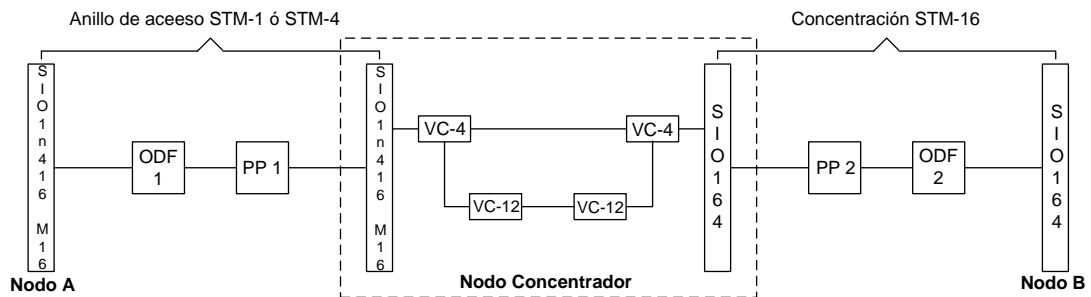 Anillo de aceeso STM-1 ó STM-4
Concentración STM-16
SIO1n416 M16
ODF
1
PP 1
SIO1n416 M16
VC-4
VC-4
VC-12
VC-12
SIO164
PP 2
ODF
2
SIO164
Nodo A
Nodo Concentrador
Nodo B